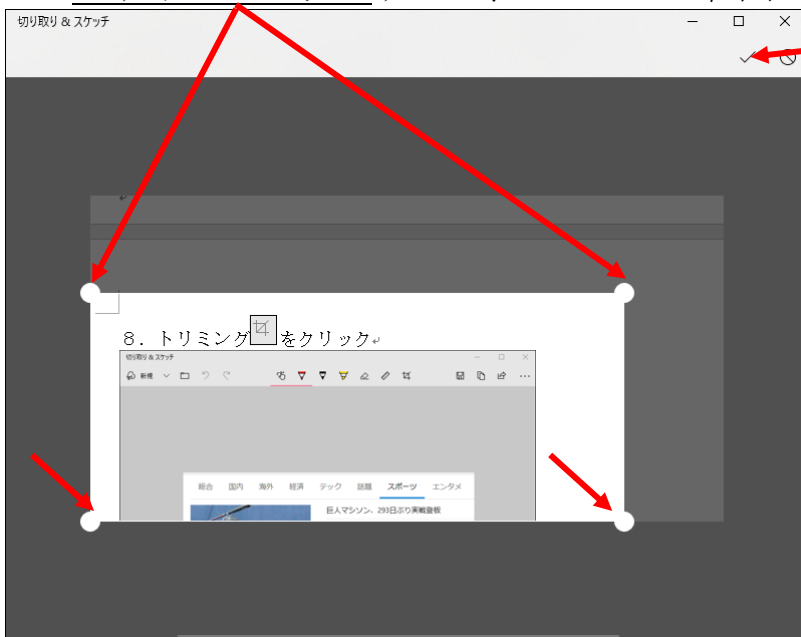 切り取り & スケッチ
8．トリミング をクリック
切り取り & スケッチ
新規
総合 国内 海外 経済 テック 話題 スポーツ エンタメ
巨人マシソン、293日ぶり実戦登板